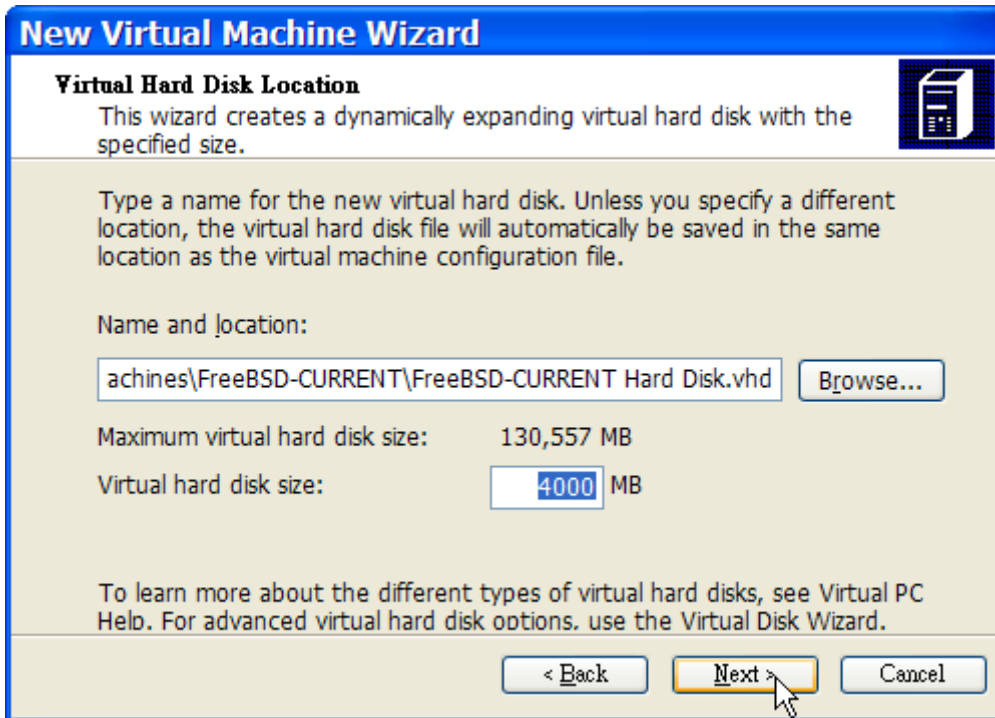 New Virtual Machine Wizard
Virtual Hard Disk Location
This wizard creates a dynamically expanding virtual hard disk with the
specified size.
Type a name for the new virtual hard disk. Unless you specify a different
location, the virtual hard disk file will automatically be saved in the same
location as the virtual machine configuration file.
Name and location:
achines\FreeBSD-CURRENT\FreeBSD-CURRENT Hard Disk.vhd Browse...
Maximum virtual hard disk size: 130,557 MB
Virtual hard disk size: 4000 MB
To learn more about the different types of virtual hard disks, see Virtual PC
Help. For advanced virtual hard disk options, use the Virtual Disk Wizard.
< Back Next > Cancel